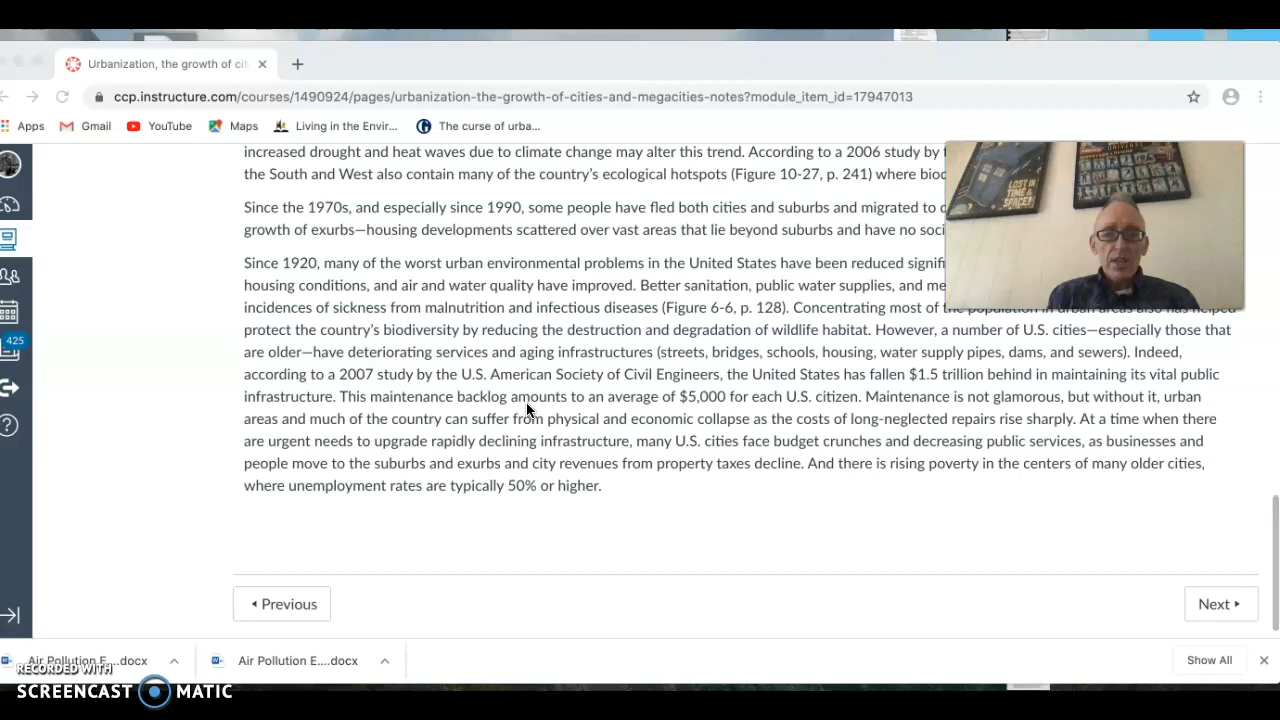 Urbanization, the growth of cit
ccp.instructure.com/courses/1490924/pages/urbanization-the-growth-of-cities-and-megacities-notes?module_item_id=17947013
Apps Gmail YouTube Maps Living in the Envir... The curse of urba...
increased drought and heat waves due to climate change may alter this trend. According to a 2006 study by
the South and West also contain many of the country's ecological hotspots (Figure 10-27, p. 241) where
Since the 1970s, and especially since 1990, some people have fled both cities and suburbs and migrated to
growth of exurbs—housing developments scattered over vast areas that lie beyond suburbs and have no
Since 1920, many of the worst urban environmental problems in the United States have been reduced
housing conditions, and air and water quality have improved. Better sanitation, public water supplies, and
incidences of sickness from malnutrition and infectious diseases (Figure 6-6, p. 128). Concentrating most of the population in urban areas also has helped
protect the country's biodiversity by reducing the destruction and degradation of wildlife habitat. However, a number of U.S. cities—especially those that
are older—have deteriorating services and aging infrastructures (streets, bridges, schools, housing, water supply pipes, dams, and sewers). Indeed,
according to a 2007 study by the U.S. American Society of Civil Engineers, the United States has fallen $1.5 trillion behind in maintaining its vital public
infrastructure. This maintenance backlog amounts to an average of $5,000 for each U.S. citizen. Maintenance is not glamorous, but without it, urban
areas and much of the country can suffer from physical and economic collapse as the costs of long-neglected repairs rise sharply. At a time when there
are urgent needs to upgrade rapidly declining infrastructure, many U.S. cities face budget crunches and decreasing public services, as businesses and
people move to the suburbs and exurbs and city revenues from property taxes decline. And there is rising poverty in the centers of many older cities,
where unemployment rates are typically 50% or higher.
LOST IN
TIME &
SPACE!
425
Previous
Next
Air Pollution E....docx
Air Pollution E....docx
Show All
RECORDED WITH
SCREENCAST MATIC